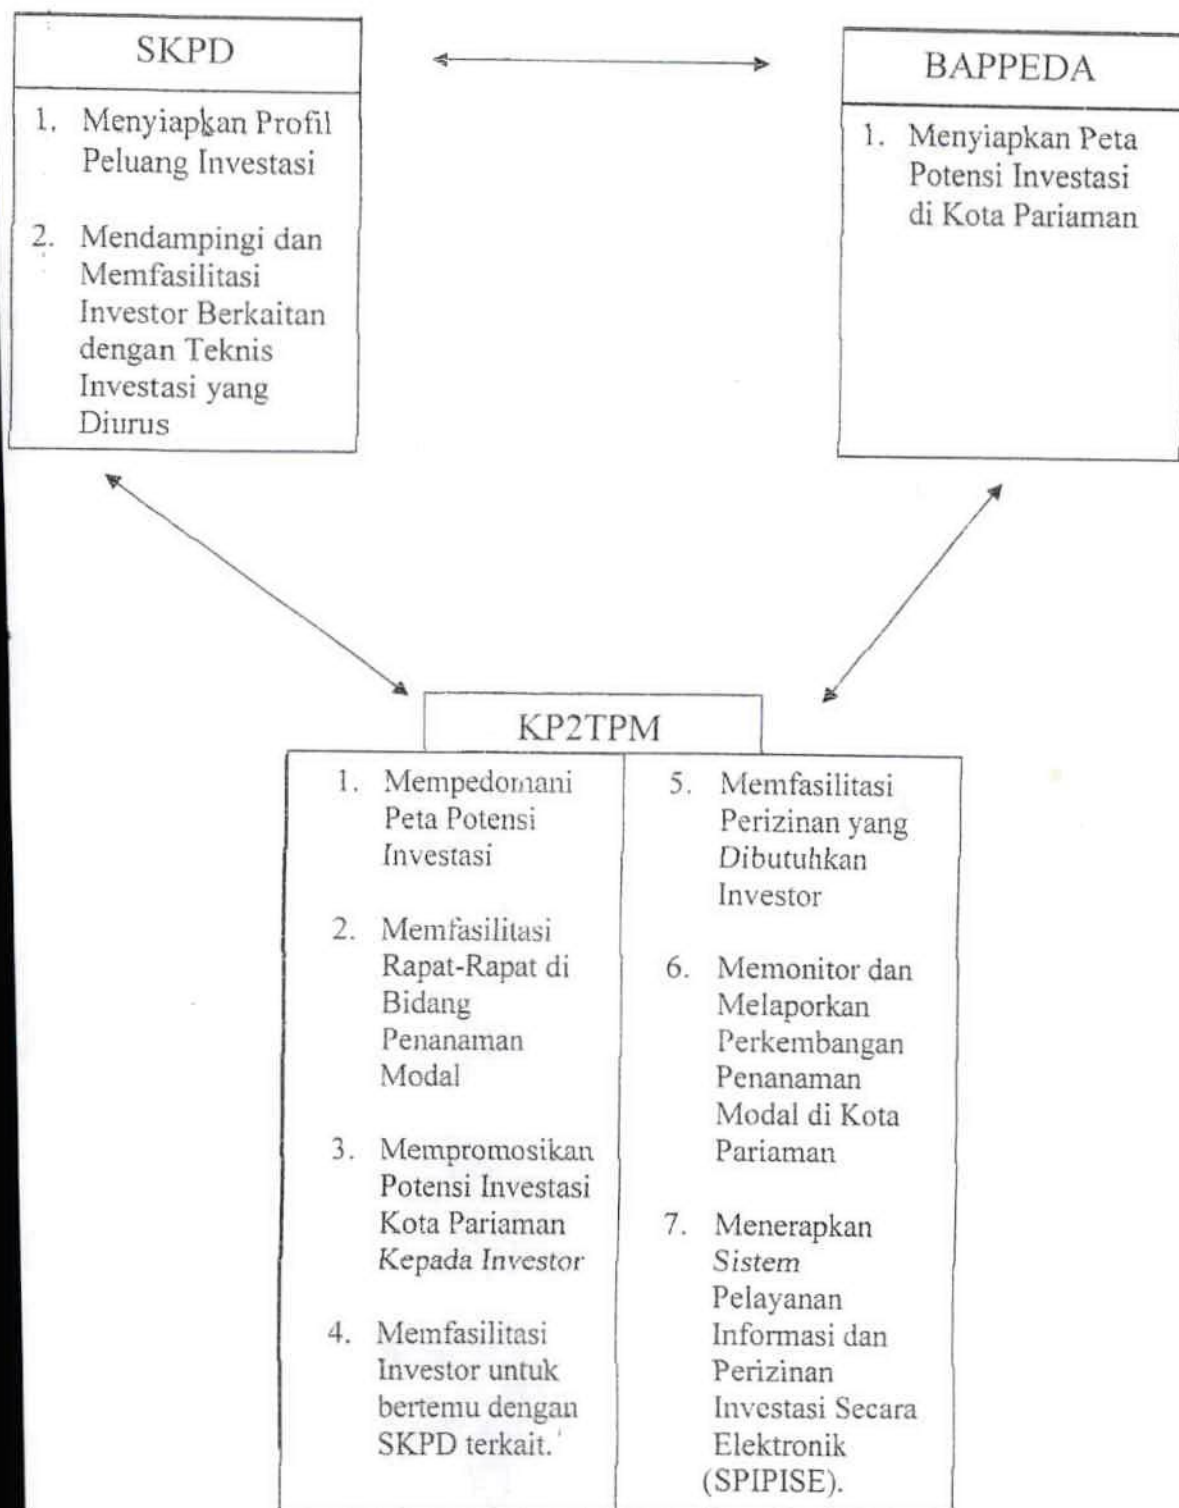 SKPD
1. Menyiapkan Profil
Peluang Investasi
2. Mendampingi dan
Memfasilitasi
Investor Berkaitan
dengan Teknis
Investasi yang
Diurus
BAPPEDA
1. Menyiapkan Peta
Potensi Investasi
di Kota Pariaman
KP2TPM
1. Mempedomani
Peta Potensi
Investasi
2. Memfasilitasi
Rapat-Rapat di
Bidang
Penanaman
Modal
3. Mempromosikan
Potensi Investasi
Kota Pariaman
Kepada Investor
4. Memfasilitasi
Investor untuk
bertemu dengan
SKPD terkait.
5. Memfasilitasi
Perizinan yang
Dibutuhkan
Investor
6. Memonitor dan
Melaporkan
Perkembangan
Penanaman
Modal di Kota
Pariaman
7. Menerapkan
Sistem
Pelayanan
Informasi dan
Perizinan
Investasi Secara
Elektronik
(SPIPISE).